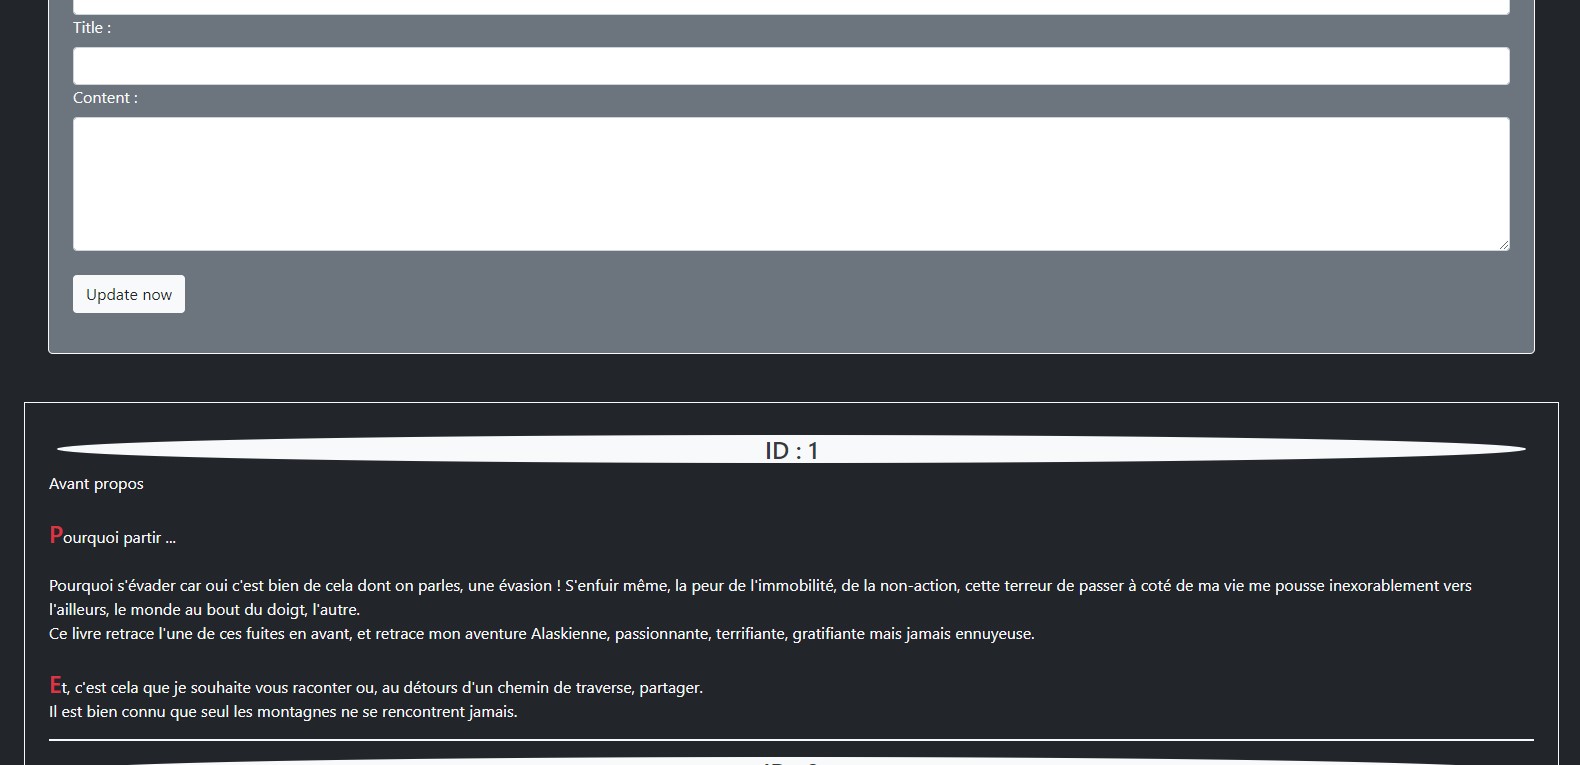 Title :
Content :
Update now
ID : 1
Avant propos
Pourquoi partir ...
Pourquoi s'évader car oui c'est bien de cela dont on parles, une évasion ! S'enfuir même, la peur de l'immobilité, de la non-action, cette terreur de passer à coté de ma vie me pousse inexorablement vers
l'ailleurs, le monde au bout du doigt, l'autre.
Ce livre retrace l'une de ces fuites en avant, et retrace mon aventure Alaskienne, passionnante, terrifiante, gratifiante mais jamais ennuyeuse.
Et, c'est cela que je souhaite vous raconter ou, au détours d'un chemin de traverse, partager.
Il est bien connu que seul les montagnes ne se rencontrent jamais.